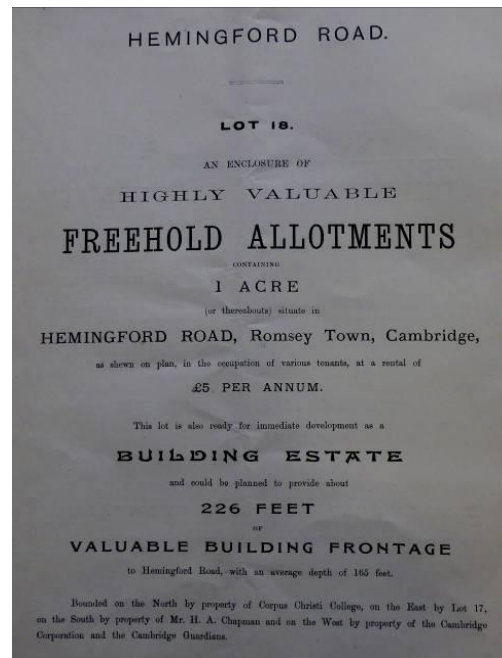 HEMINGFORD ROAD.
LOT 18.
AN ENCLOSURE OF
HIGHLY VALUABLE
FREEHOLD ALLOTMENTS
CONTAINING
1 ACRE
(or thereabouts) situate in
HEMINGFORD ROAD, Romsey Town, Cambridge,
as shewn on plan, in the occupation of various tenants, at a rental of
£5 PER ANNUM.
This lot is also ready for immediate development as a
BUILDING ESTATE
and could be planned to provide about
226 FEET
OF
VALUABLE BUILDING FRONTAGE
to Hemingford Road, with an average depth of 165 feet.
Bounded on the North by property of Corpus Christi College, on the East by Lot 17,
on the South by property of Mr. H. A. Chapman and on the West by property of the Cambridge
Corporation and the Cambridge Guardians.